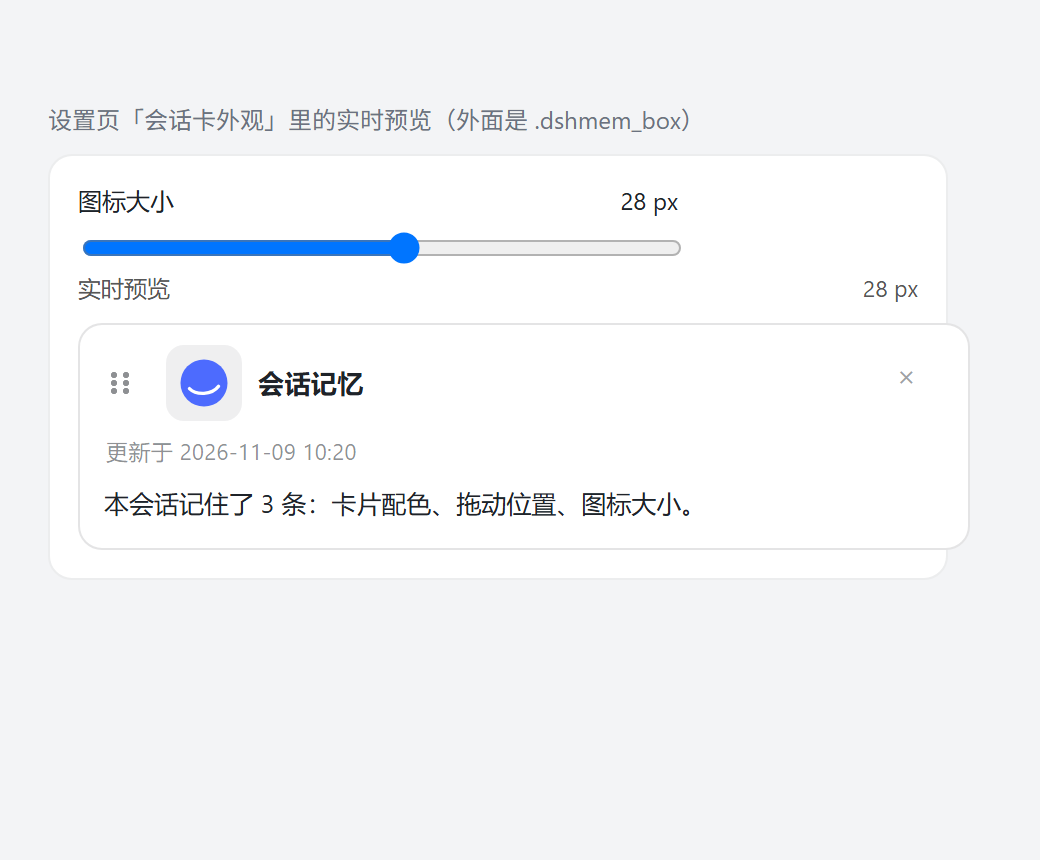 设置页「会话卡外观」里的实时预览（外面是 .dshmem_box）
图标大小 28 px
实时预览 28 px
会话记忆 ×
更新于 2026-11-09 10:20
本会话记住了 3 条：卡片配色、拖动位置、图标大小。